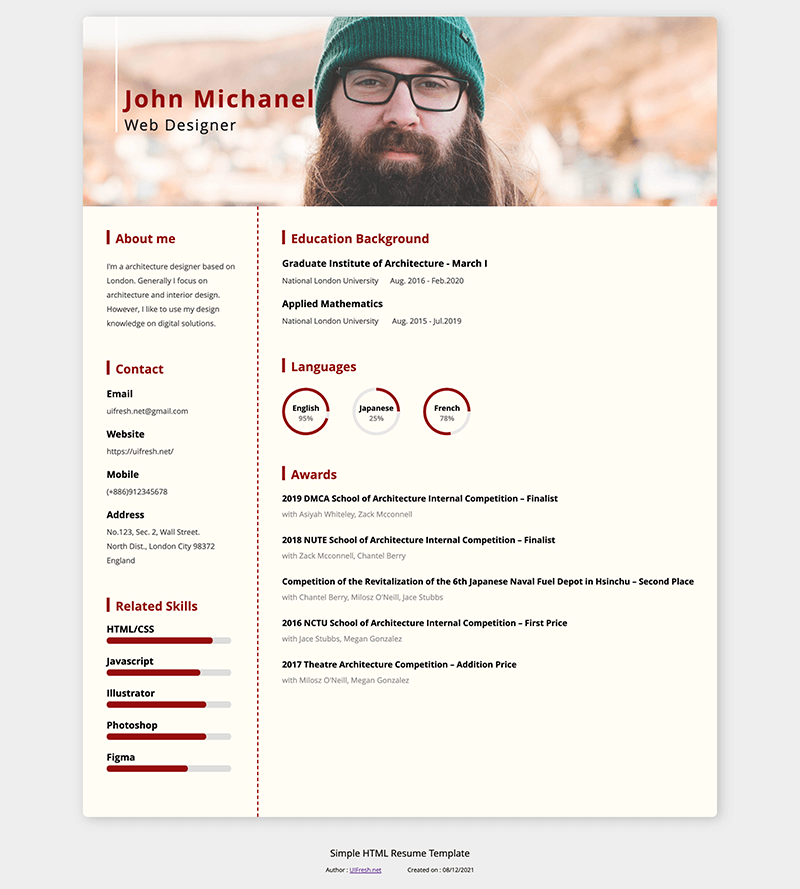 John Michanel
Web Designer
About me
I'm a architecture designer based on
London. Generally I focus on
architecture and interior design.
However, I like to use my design
knowledge on digital solutions.
Contact
Email
uifresh.net@gmail.com
Website
https://uifresh.net/
Mobile
(+886)912345678
Address
No.123, Sec. 2, Wall Street.
North Dist., London City 98372
England
Related Skills
HTML/CSS
Javascript
Illustrator
Photoshop
Figma
Education Background
Graduate Institute of Architecture - March I
National London University Aug. 2016 - Feb.2020
Applied Mathematics
National London University Aug. 2015 - Jul.2019
Languages
English
95%
Japanese
25%
French
78%
Awards
2019 DMCA School of Architecture Internal Competition – Finalist
with Asiyah Whiteley, Zack Mcconnell
2018 NUTE School of Architecture Internal Competition – Finalist
with Zack Mcconnell, Chantel Berry
Competition of the Revitalization of the 6th Japanese Naval Fuel Depot in Hsinchu – Second Place
with Chantel Berry, Milosz O'Neill, Jace Stubbs
2016 NCTU School of Architecture Internal Competition – First Price
with Jace Stubbs, Megan Gonzalez
2017 Theatre Architecture Competition – Addition Price
with Milosz O'Neill, Megan Gonzalez
Simple HTML Resume Template
Author : UIFresh.net Created on : 08/12/2021